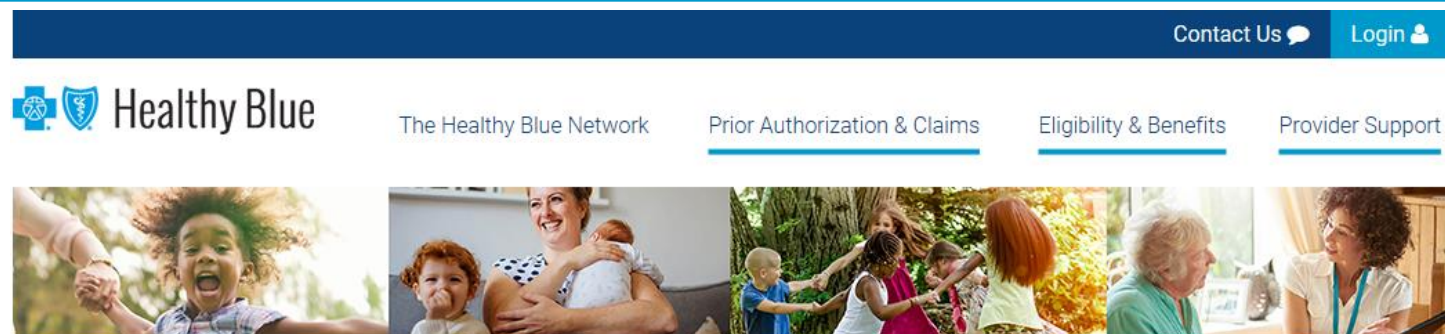 Contact Us Login
Healthy Blue
The Healthy Blue Network Prior Authorization & Claims Eligibility & Benefits Provider Support